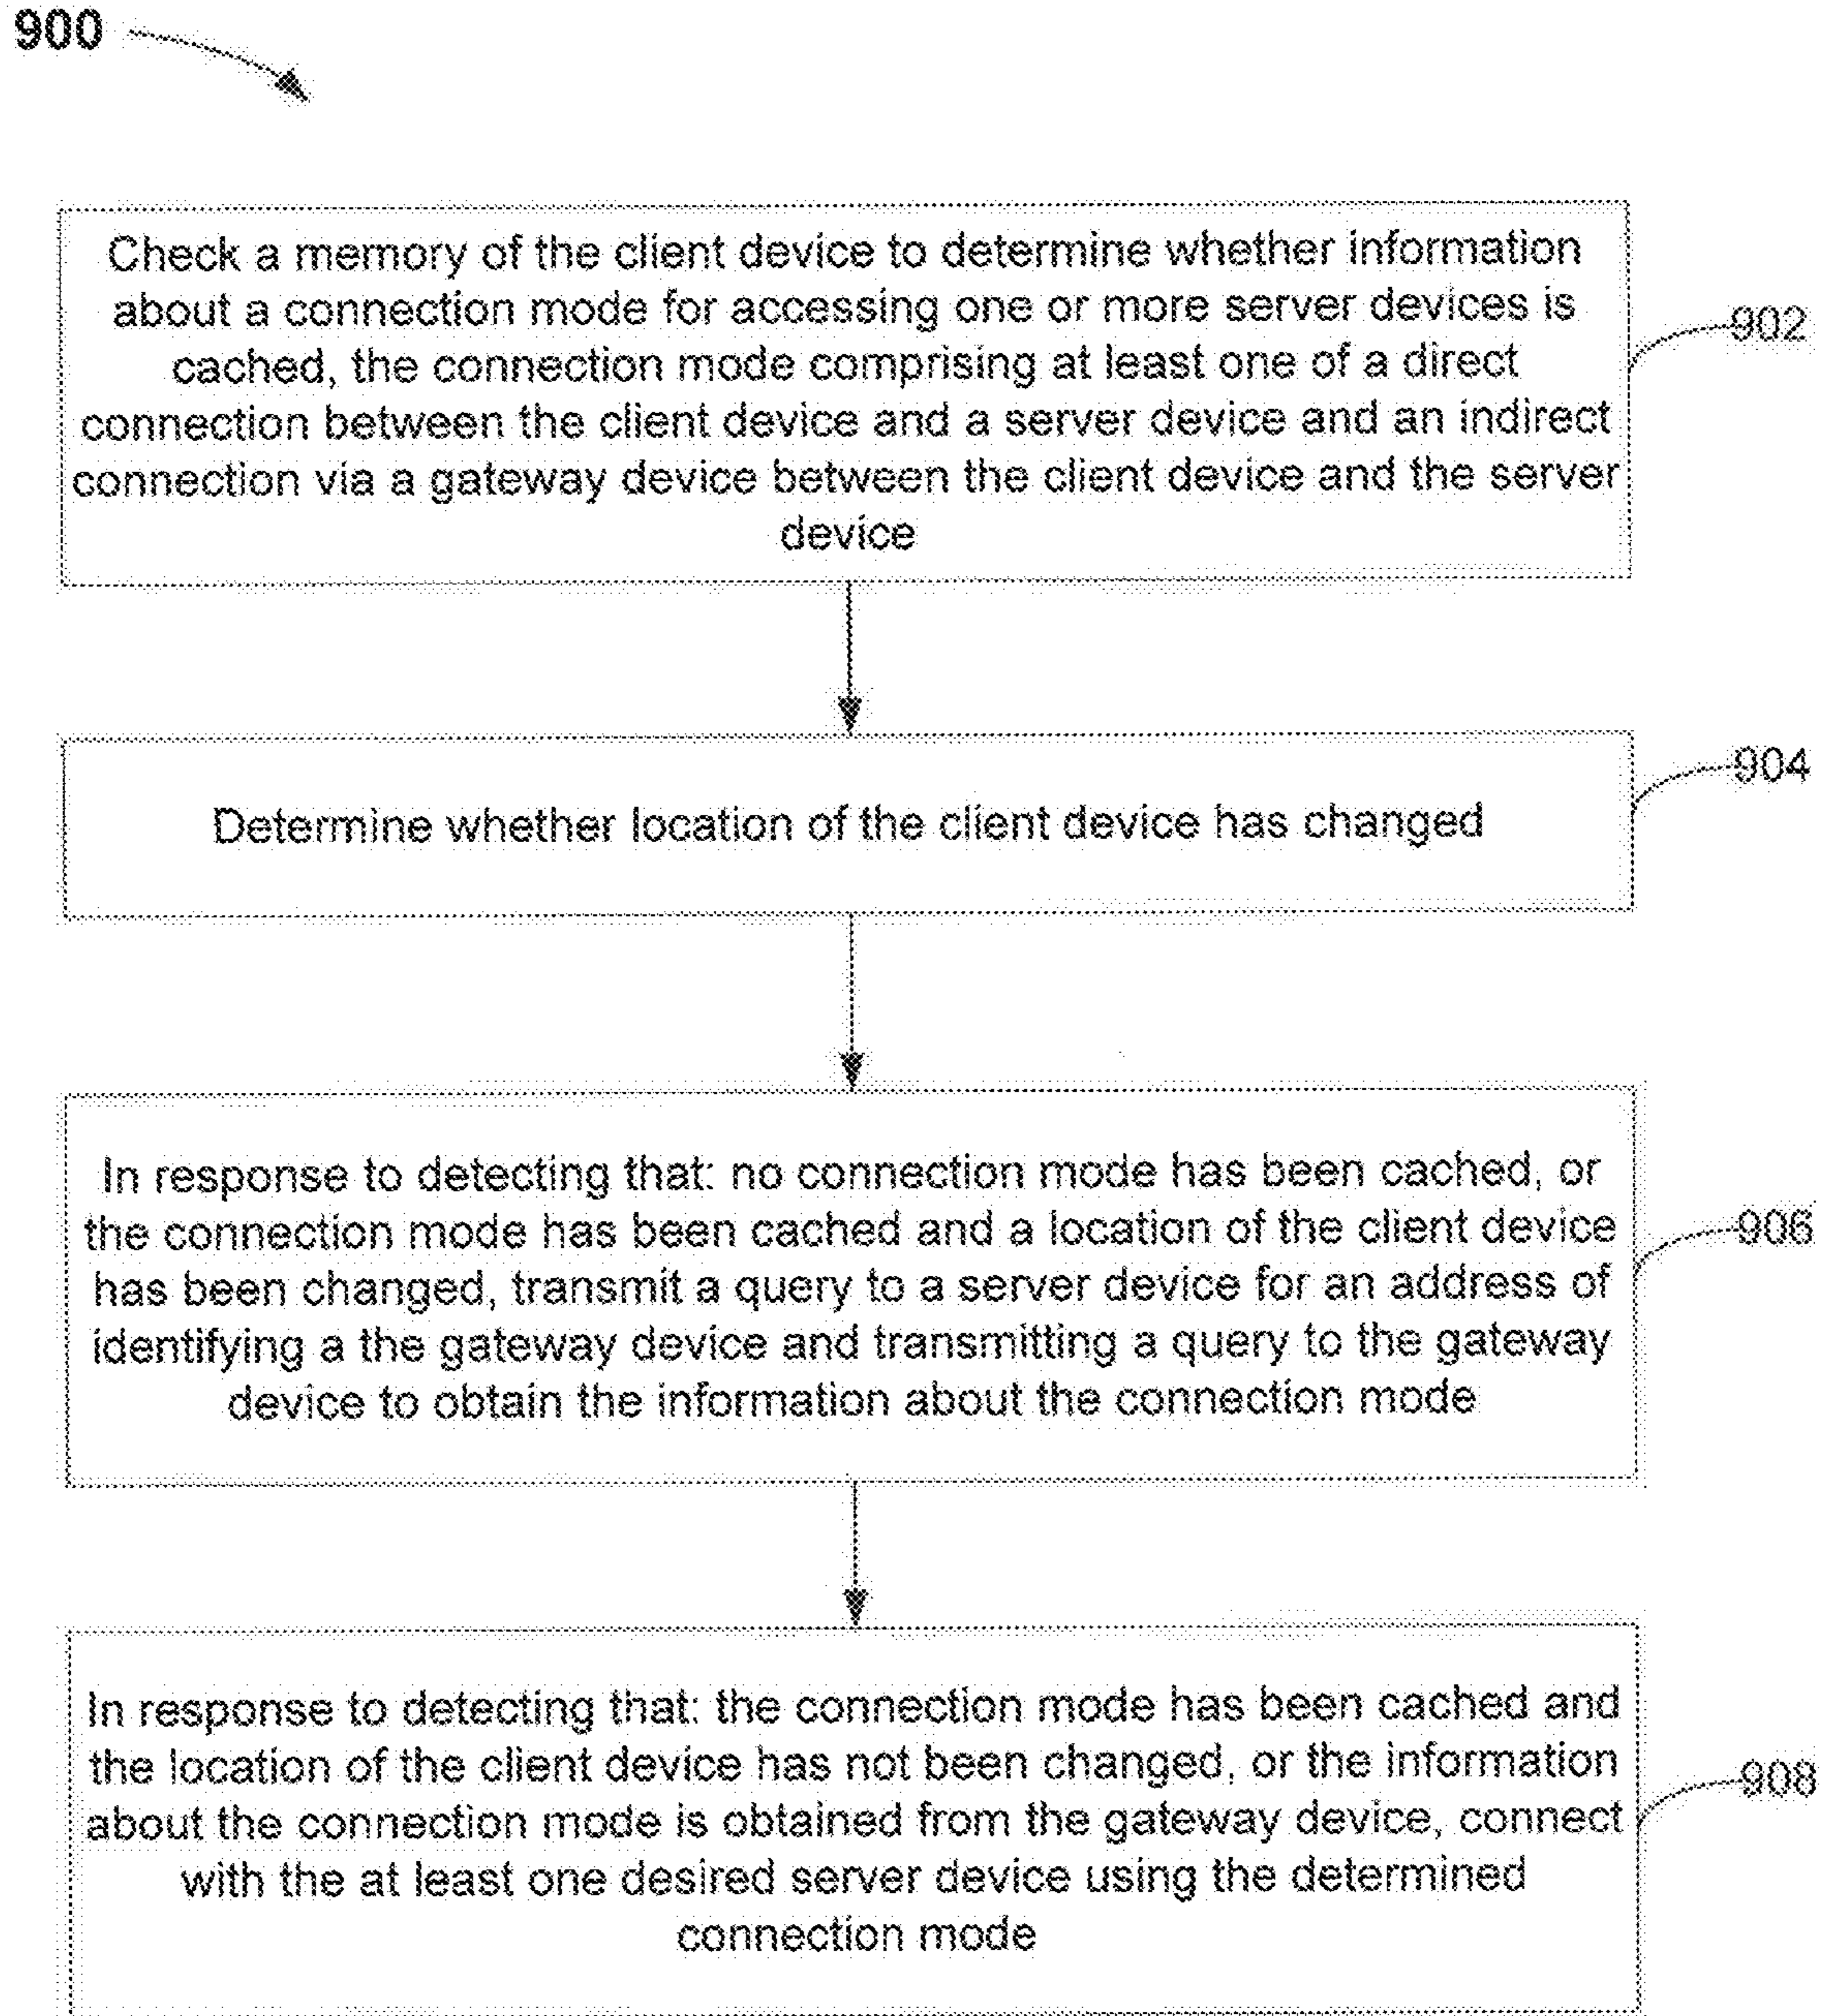 900
Check a memory of the client device to determine whether information
about a connection mode for accessing one or more server devices is
cached, the connection mode comprising at least one of a direct
connection between the client device and a server device and an indirect
connection via a gateway device between the client device and the server
device
902
Determine whether location of the client device has changed
904
In response to detecting that: no connection mode has been cached, or
the connection mode has been cached and a location of the client device
has been changed, transmit a query to a server device for an address of
identifying a the gateway device and transmitting a query to the gateway
device to obtain the information about the connection mode
906
In response to detecting that: the connection mode has been cached and
the location of the client device has not been changed, or the information
about the connection mode is obtained from the gateway device, connect
with the at least one desired server device using the determined
connection mode
908